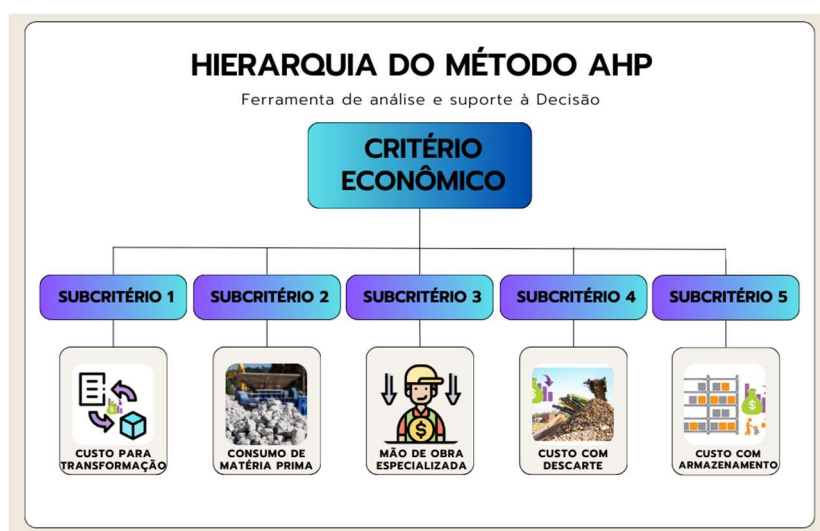 HIERARQUIA DO MÉTODO AHP
Ferramenta de análise e suporte à Decisão
CRITÉRIO
ECONÔMICO
SUBCRITÉRIO 1
SUBCRITÉRIO 2
SUBCRITÉRIO 3
SUBCRITÉRIO 4
SUBCRITÉRIO 5
CUSTO PARA
TRANSFORMAÇÃO
CONSUMO DE
MATÉRIA PRIMA
MÃO DE OBRA
ESPECIALIZADA
CUSTO COM
DESCARTE
CUSTO COM
ARMAZENAMENTO